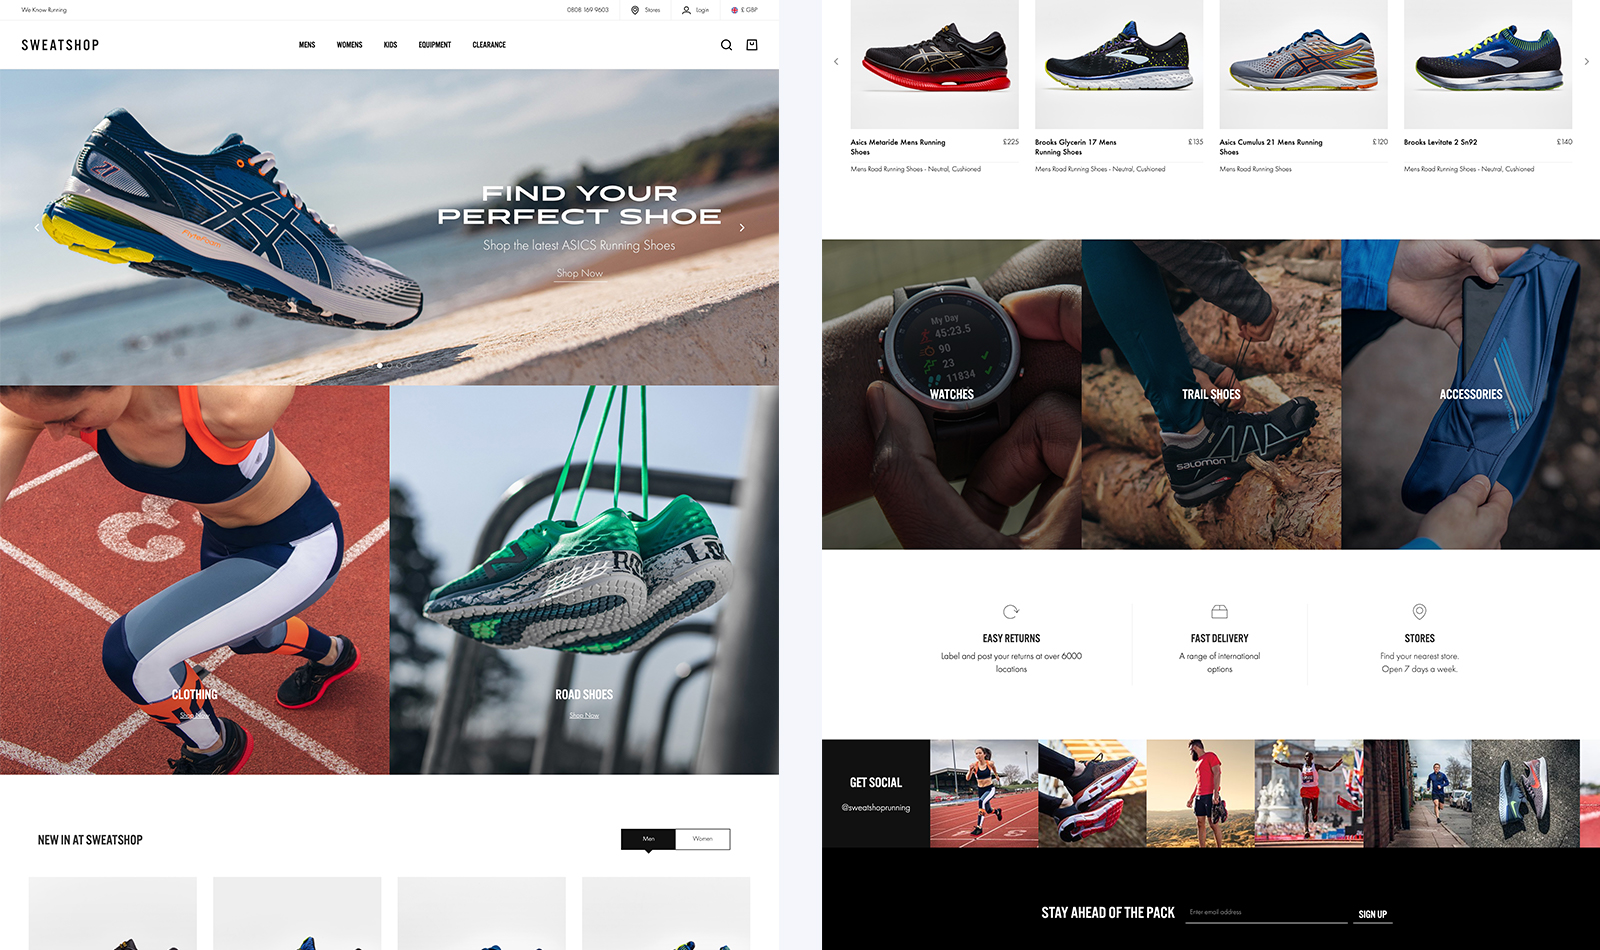 We Know Running
0808 169 9603
Stores
Login
£ GBP
SWEATSHOP
MENS
WOMENS
KIDS
EQUIPMENT
CLEARANCE
Flytefoam
FIND YOUR
PERFECT SHOE
Shop the latest ASICS Running Shoes
Shop Now
CLOTHING
Shop Now
ROAD SHOES
Shop Now
NEW IN AT SWEATSHOP
Men
Women
Asics Metaride Mens Running
Shoes
£225
Mens Road Running Shoes - Neutral, Cushioned
Brooks Glycerin 17 Mens
Running Shoes
£135
Mens Road Running Shoes - Neutral, Cushioned
Asics Cumulus 21 Mens Running
Shoes
£120
Mens Road Running Shoes
Brooks Levitate 2 Sn92
£140
Mens Road Running Shoes - Neutral, Cushioned
My Day
45:23.5
90
23
11834
WATCHES
TRAIL SHOES
SALOMON
ACCESSORIES
EASY RETURNS
Label and post your returns at over 6000
locations
FAST DELIVERY
A range of international
options
STORES
Find your nearest store.
Open 7 days a week.
GET SOCIAL
@sweatshoprunning
STAY AHEAD OF THE PACK
Enter email address
SIGN UP